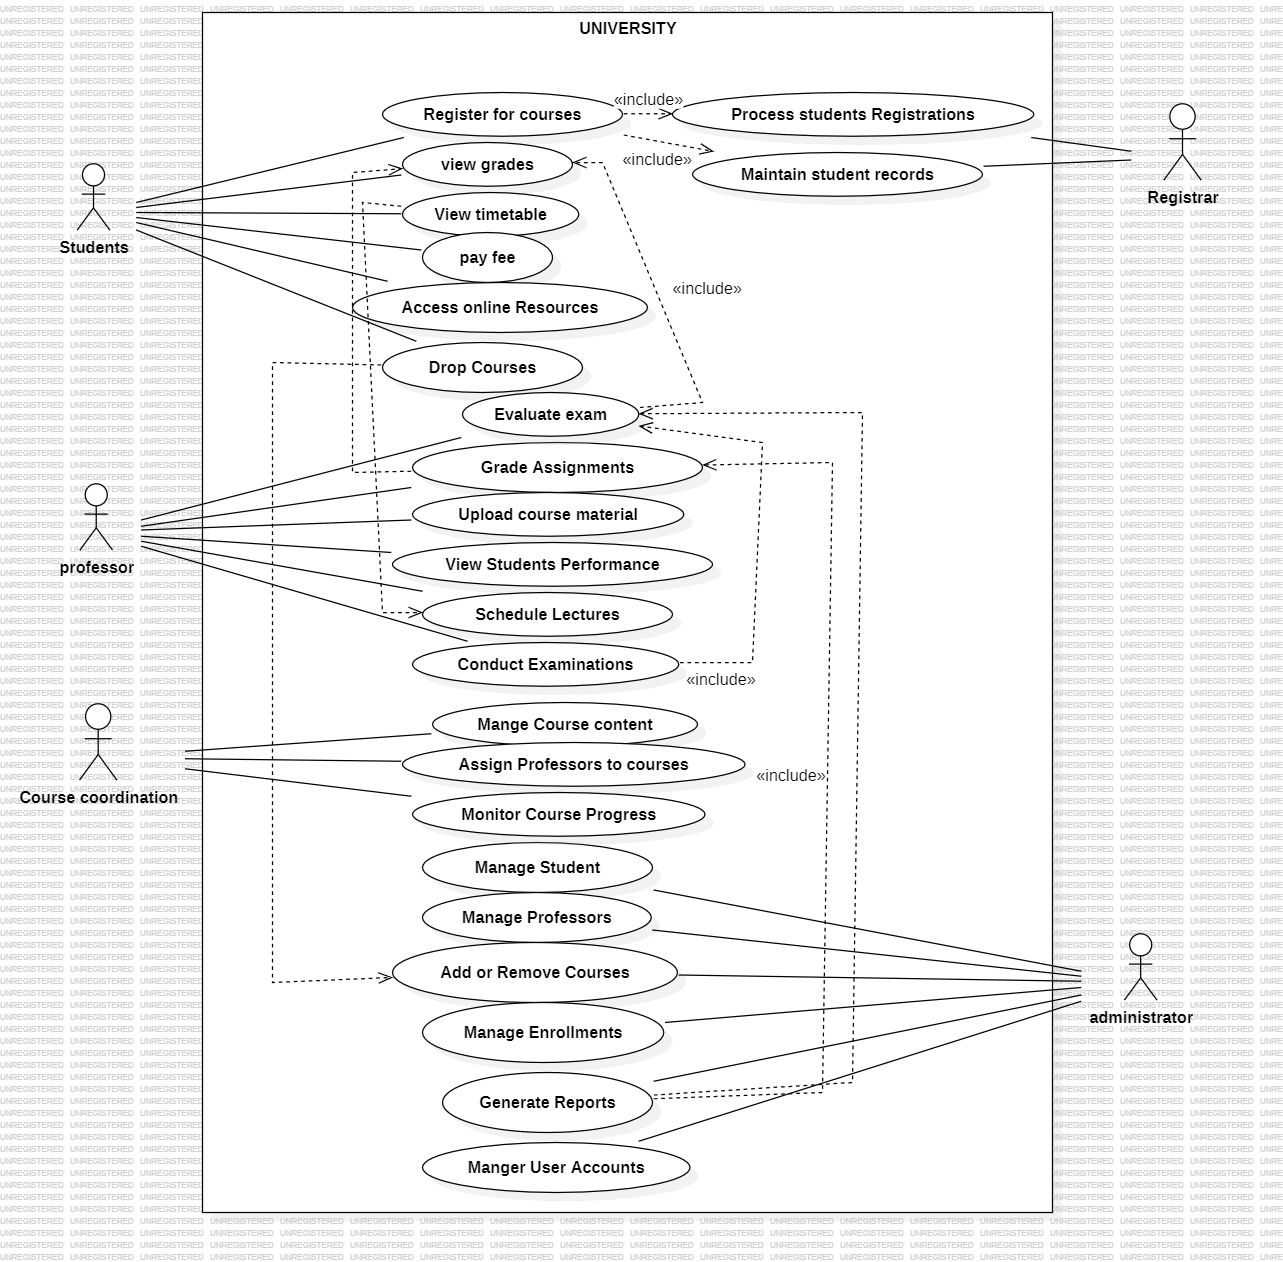 UNIVERSITY
«include»
Register for courses
Process students Registrations
view grades
«include»
Maintain student records
Registrar
View timetable
Students
pay fee
«include»
Access online Resources
Drop Courses
Evaluate exam
Grade Assignments
Upload course material
View Students Performance
professor
Schedule Lectures
Conduct Examinations
«include»
Mange Course content
Assign Professors to courses
«include»
Course coordination
Monitor Course Progress
Manage Student
Manage Professors
Add or Remove Courses
administrator
Manage Enrollments
Generate Reports
Manger User Accounts
UNREGISTERED